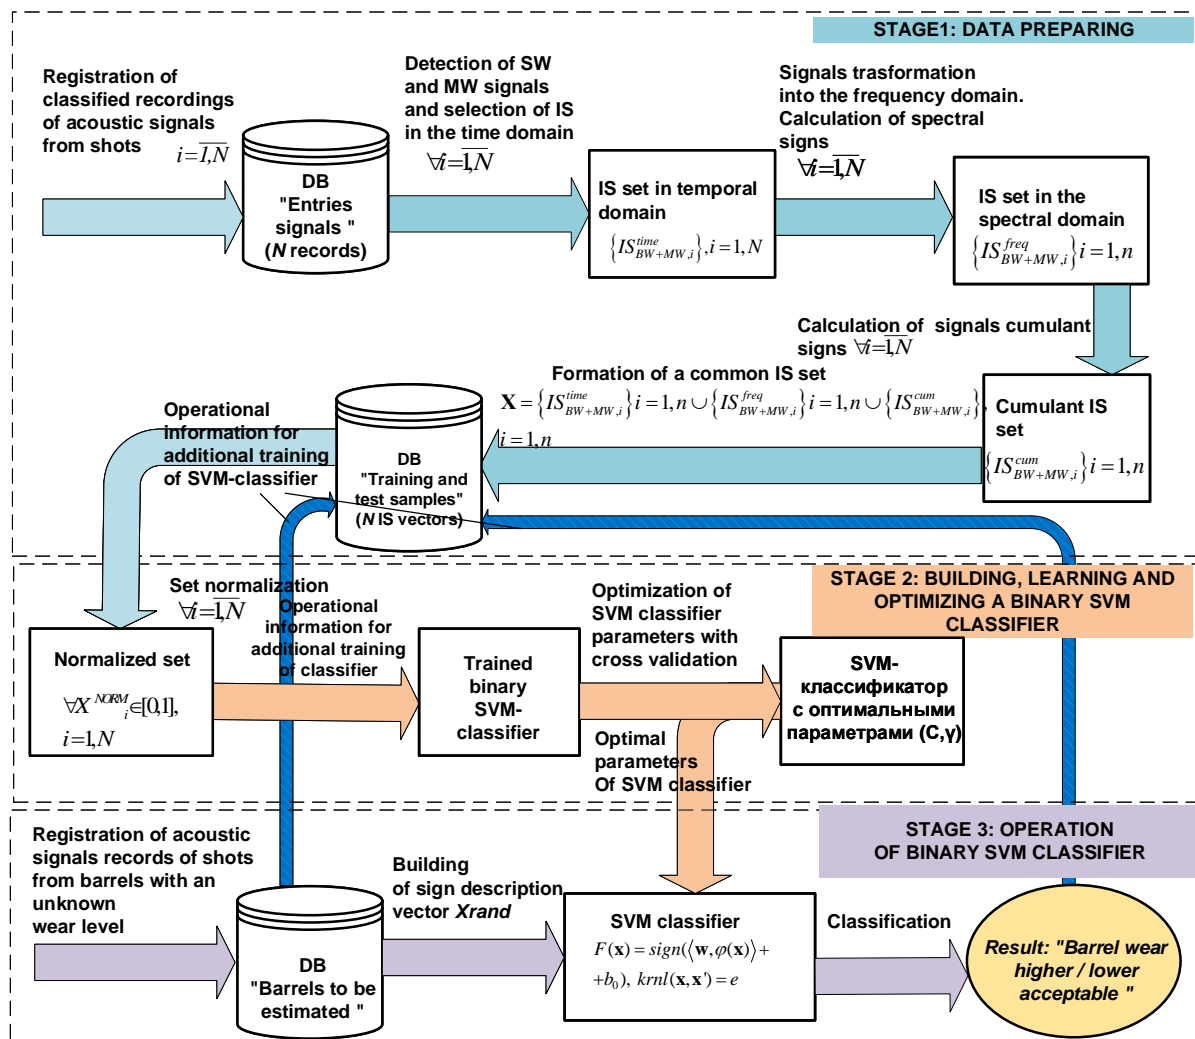 STAGE1: DATA PREPARING
Registration of
classified recordings
of acoustic signals
from shots
i=1,N
DB
"Entries
signals "
(N records)
Detection of SW
and MW signals
and selection of IS
in the time domain
∀i=1,N
IS set in temporal
domain
{IS^time_BW+MW,i}, i=1,N
Signals trasformation
into the frequency domain.
Calculation of spectral
signs
∀i=1,N
IS set in the
spectral domain
{IS^freq_BW+MW,i} i=1,n
Calculation of signals cumulant
signs ∀i=1,N
Cumulant IS
set
{IS^cum_BW+MW,i} i=1,n
Formation of a common IS set
X={IS^time_BW+MW,i} i=1,n ∪ {IS^freq_BW+MW,i} i=1,n ∪ {IS^cum_BW+MW,i},
i=1,n
DB
"Training and
test samples"
(N IS vectors)
Operational
information for
additional training
of SVM-classifier
STAGE 2: BUILDING, LEARNING AND
OPTIMIZING A BINARY SVM
CLASSIFIER
Set normalization
∀i=1,N
Normalized set
∀X^NORM_i∈[0,1],
i=1,N
Operational
information for
additional training
of classifier
Trained
binary
SVM-
classifier
Optimization of
SVM classifier
parameters with
cross validation
SVM-
классификатор
с оптимальными
параметрами (C,γ)
Optimal
parameters
Of SVM classifier
STAGE 3: OPERATION
OF BINARY SVM CLASSIFIER
Registration of acoustic
signals records of shots
from barrels with an
unknown
wear level
DB
"Barrels to be
estimated "
Building
of sign description
vector Xrand
SVM classifier
F(x)=sign(⟨w,φ(x)⟩+
+b₀), krnl(x,x')=e
Classification
Result: "Barrel wear
higher / lower
acceptable "